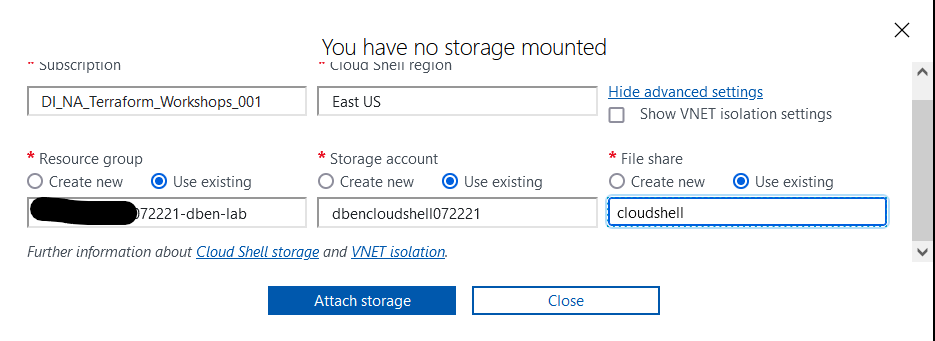 You have no storage mounted
* Subscription * Cloud Shell region
DI_NA_Terraform_Workshops_001 East US Hide advanced settings
Show VNET isolation settings
* Resource group * Storage account * File share
Create new Use existing Create new Use existing Create new Use existing
072221-dben-lab dbencloudshell072221 cloudshell
Further information about Cloud Shell storage and VNET isolation.
Attach storage Close